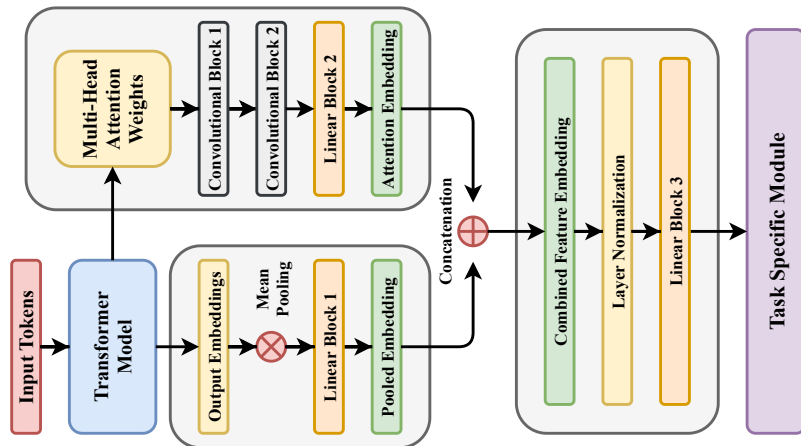 Input Tokens
Transformer
Model
Multi-Head
Attention
Weights
Convolutional Block 1
Convolutional Block 2
Linear Block 2
Attention Embedding
Output Embeddings
Mean
Pooling
Linear Block 1
Pooled Embedding
Concatenation
Combined Feature Embedding
Layer Normalization
Linear Block 3
Task Specific Module